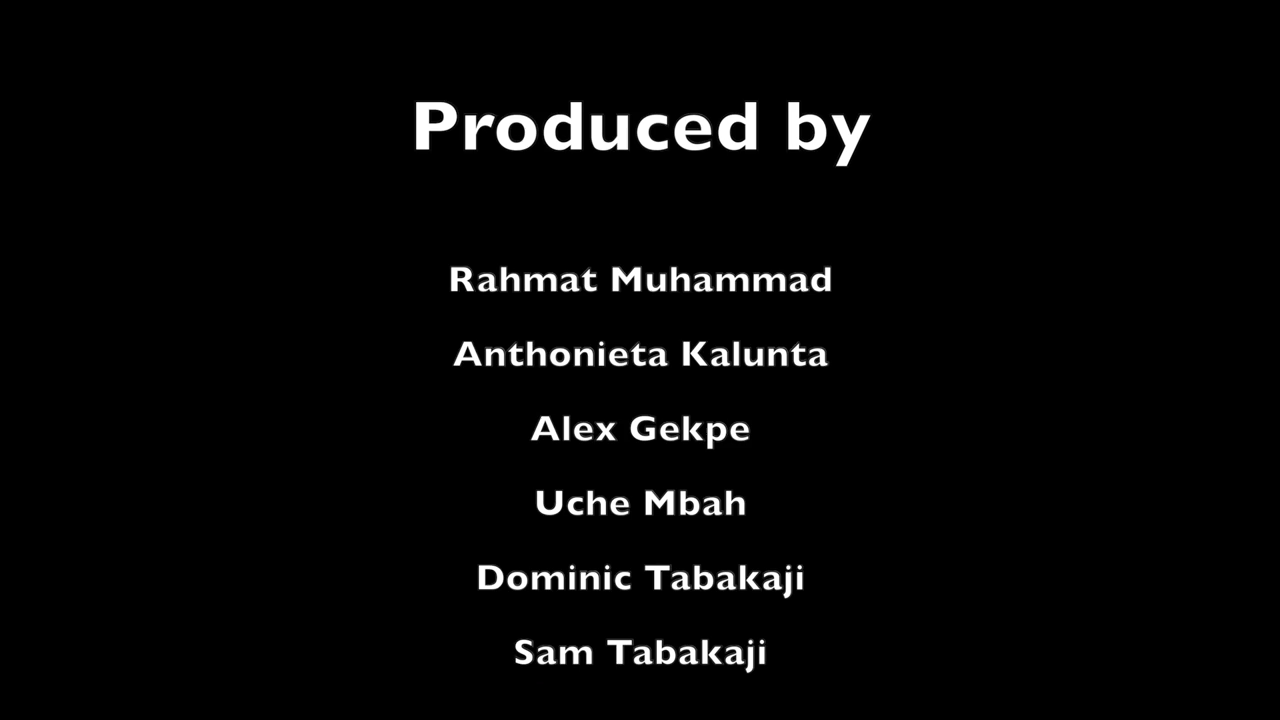 Produced by
Rahmat Muhammad
Anthonieta Kalunta
Alex Gekpe
Uche Mbah
Dominic Tabakaji
Sam Tabakaji